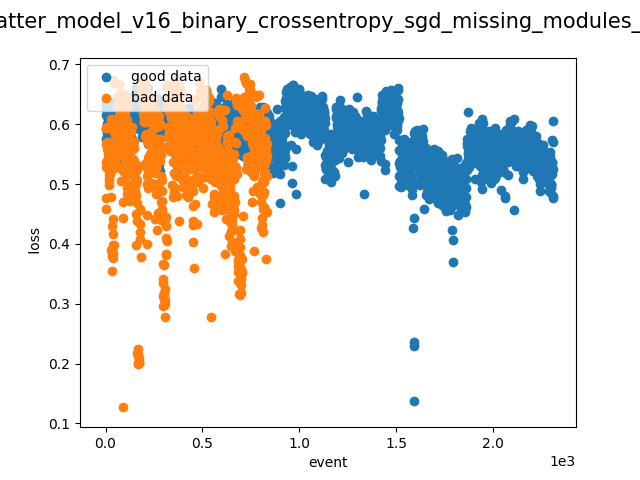 atter_model_v16_binary_crossentropy_sgd_missing_modules_
good data
bad data
0.7
0.6
0.5
0.4
0.3
0.2
0.1
loss
0.0 0.5 1.0 1.5 2.0
1e3
event